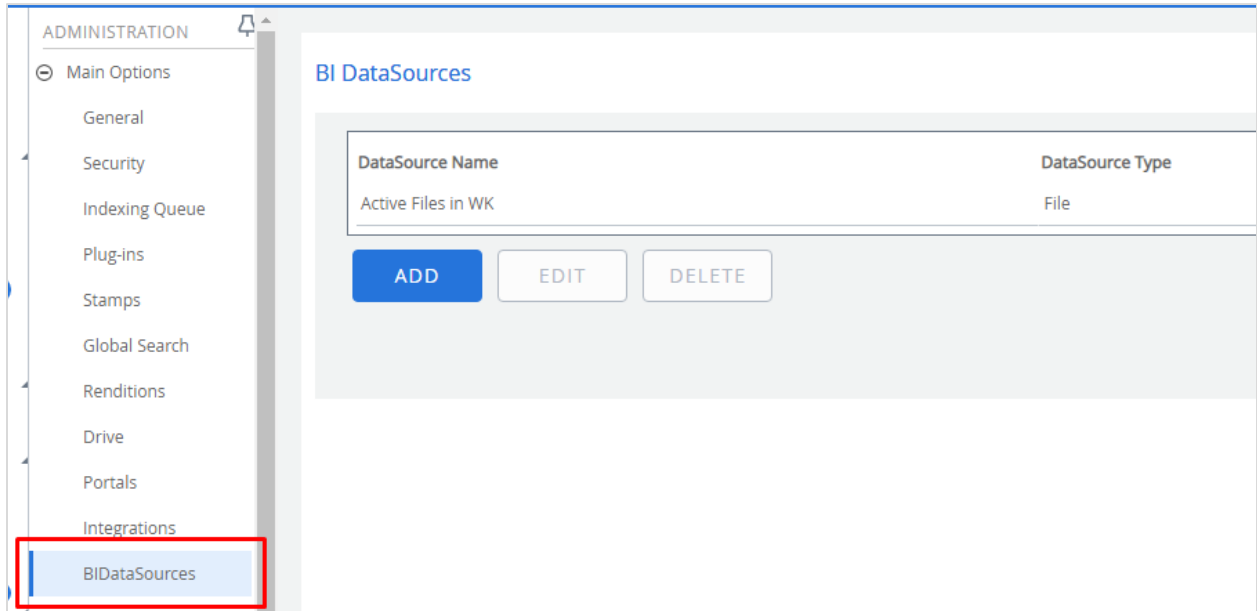 ADMINISTRATION
Main Options
General
Security
Indexing Queue
Plug-ins
Stamps
Global Search
Renditions
Drive
Portals
Integrations
BIDataSources
BI DataSources
DataSource Name DataSource Type
Active Files in WK File
ADD EDIT DELETE